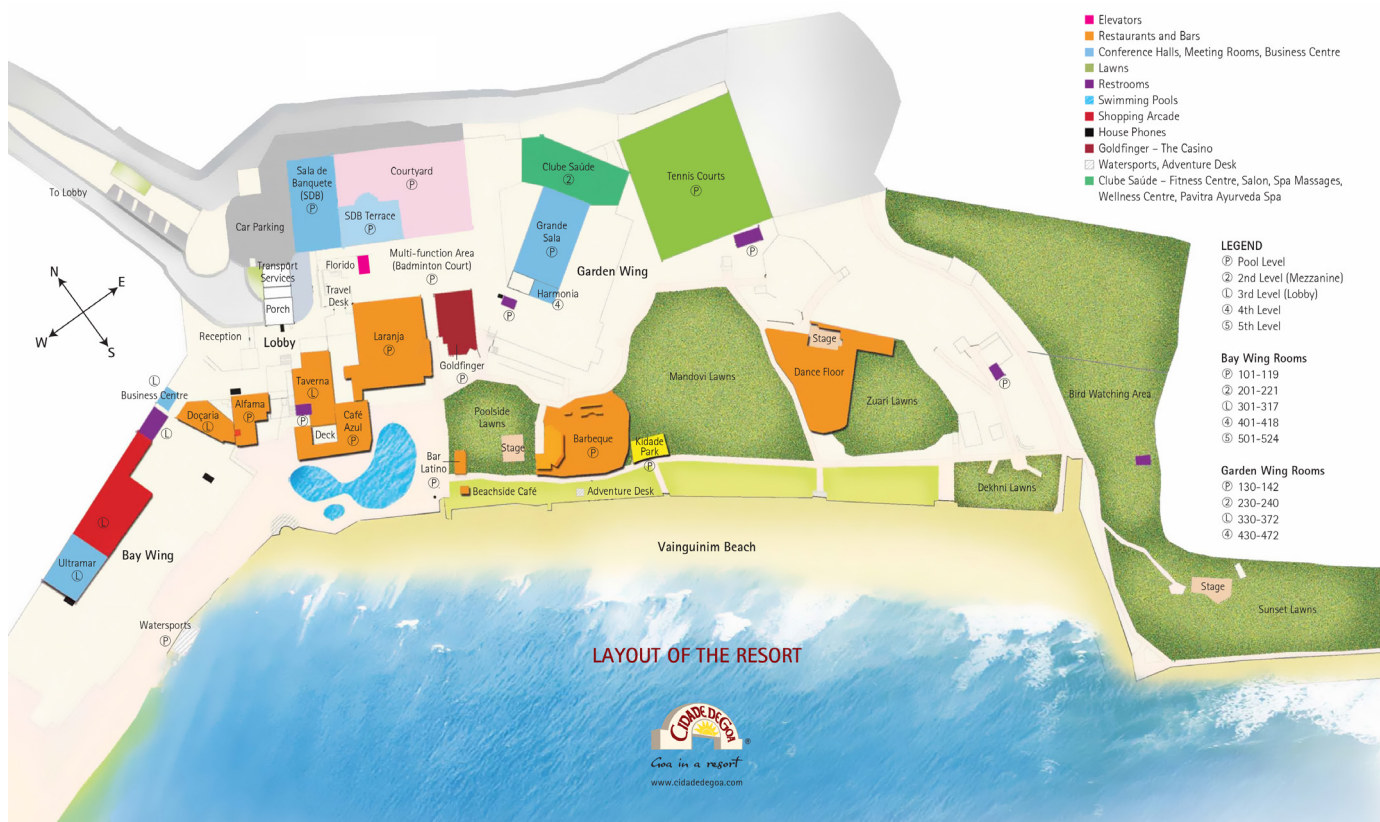 Elevators
Restaurants and Bars
Conference Halls, Meeting Rooms, Business Centre
Lawns
Restrooms
Swimming Pools
Shopping Arcade
House Phones
Goldfinger – The Casino
Watersports, Adventure Desk
Clube Saúde – Fitness Centre, Salon, Spa Massages,
Wellness Centre, Pavitra Ayurveda Spa
LEGEND
Ⓟ Pool Level
② 2nd Level (Mezzanine)
Ⓛ 3rd Level (Lobby)
④ 4th Level
⑤ 5th Level
Bay Wing Rooms
Ⓟ 101-119
② 201-221
Ⓛ 301-317
④ 401-418
⑤ 501-524
Garden Wing Rooms
Ⓟ 130-142
② 230-240
Ⓛ 330-372
④ 430-472
To Lobby
Car Parking
Sala de
Banquete
(SDB)
Ⓟ
Courtyard
Ⓟ
SDB Terrace
Ⓟ
Clube Saúde
②
Tennis Courts
Ⓟ
Grande
Sala
Ⓟ
Ⓟ
Multi-function Area
(Badminton Court)
Ⓟ
Garden Wing
Harmonia
④
Ⓟ
Transport
Services
Porch
Florido
Travel
Desk
N
E
W
S
Reception
Lobby
Laranja
Ⓟ
Goldfinger
Ⓟ
Stage
Dance Floor
Mandovi Lawns
Zuari Lawns
Ⓟ
Bird Watching Area
Ⓛ
Business Centre
Ⓛ
Doçaria
Ⓛ
Alfama
Ⓟ
Taverna
Ⓛ
Ⓟ
Deck
Café
Azul
Ⓟ
Poolside
Lawns
Stage
Barbeque
Ⓟ
Kidade
Park
Ⓟ
Bar
Latino
Ⓟ
Beachside Café
Adventure Desk
Dekhni Lawns
Ⓛ
Bay Wing
Ultramar
Ⓛ
Vainguinim Beach
Watersports
Ⓟ
Stage
Sunset Lawns
LAYOUT OF THE RESORT
CIDADE DE GOA
®
Goa in a resort
www.cidadedegoa.com